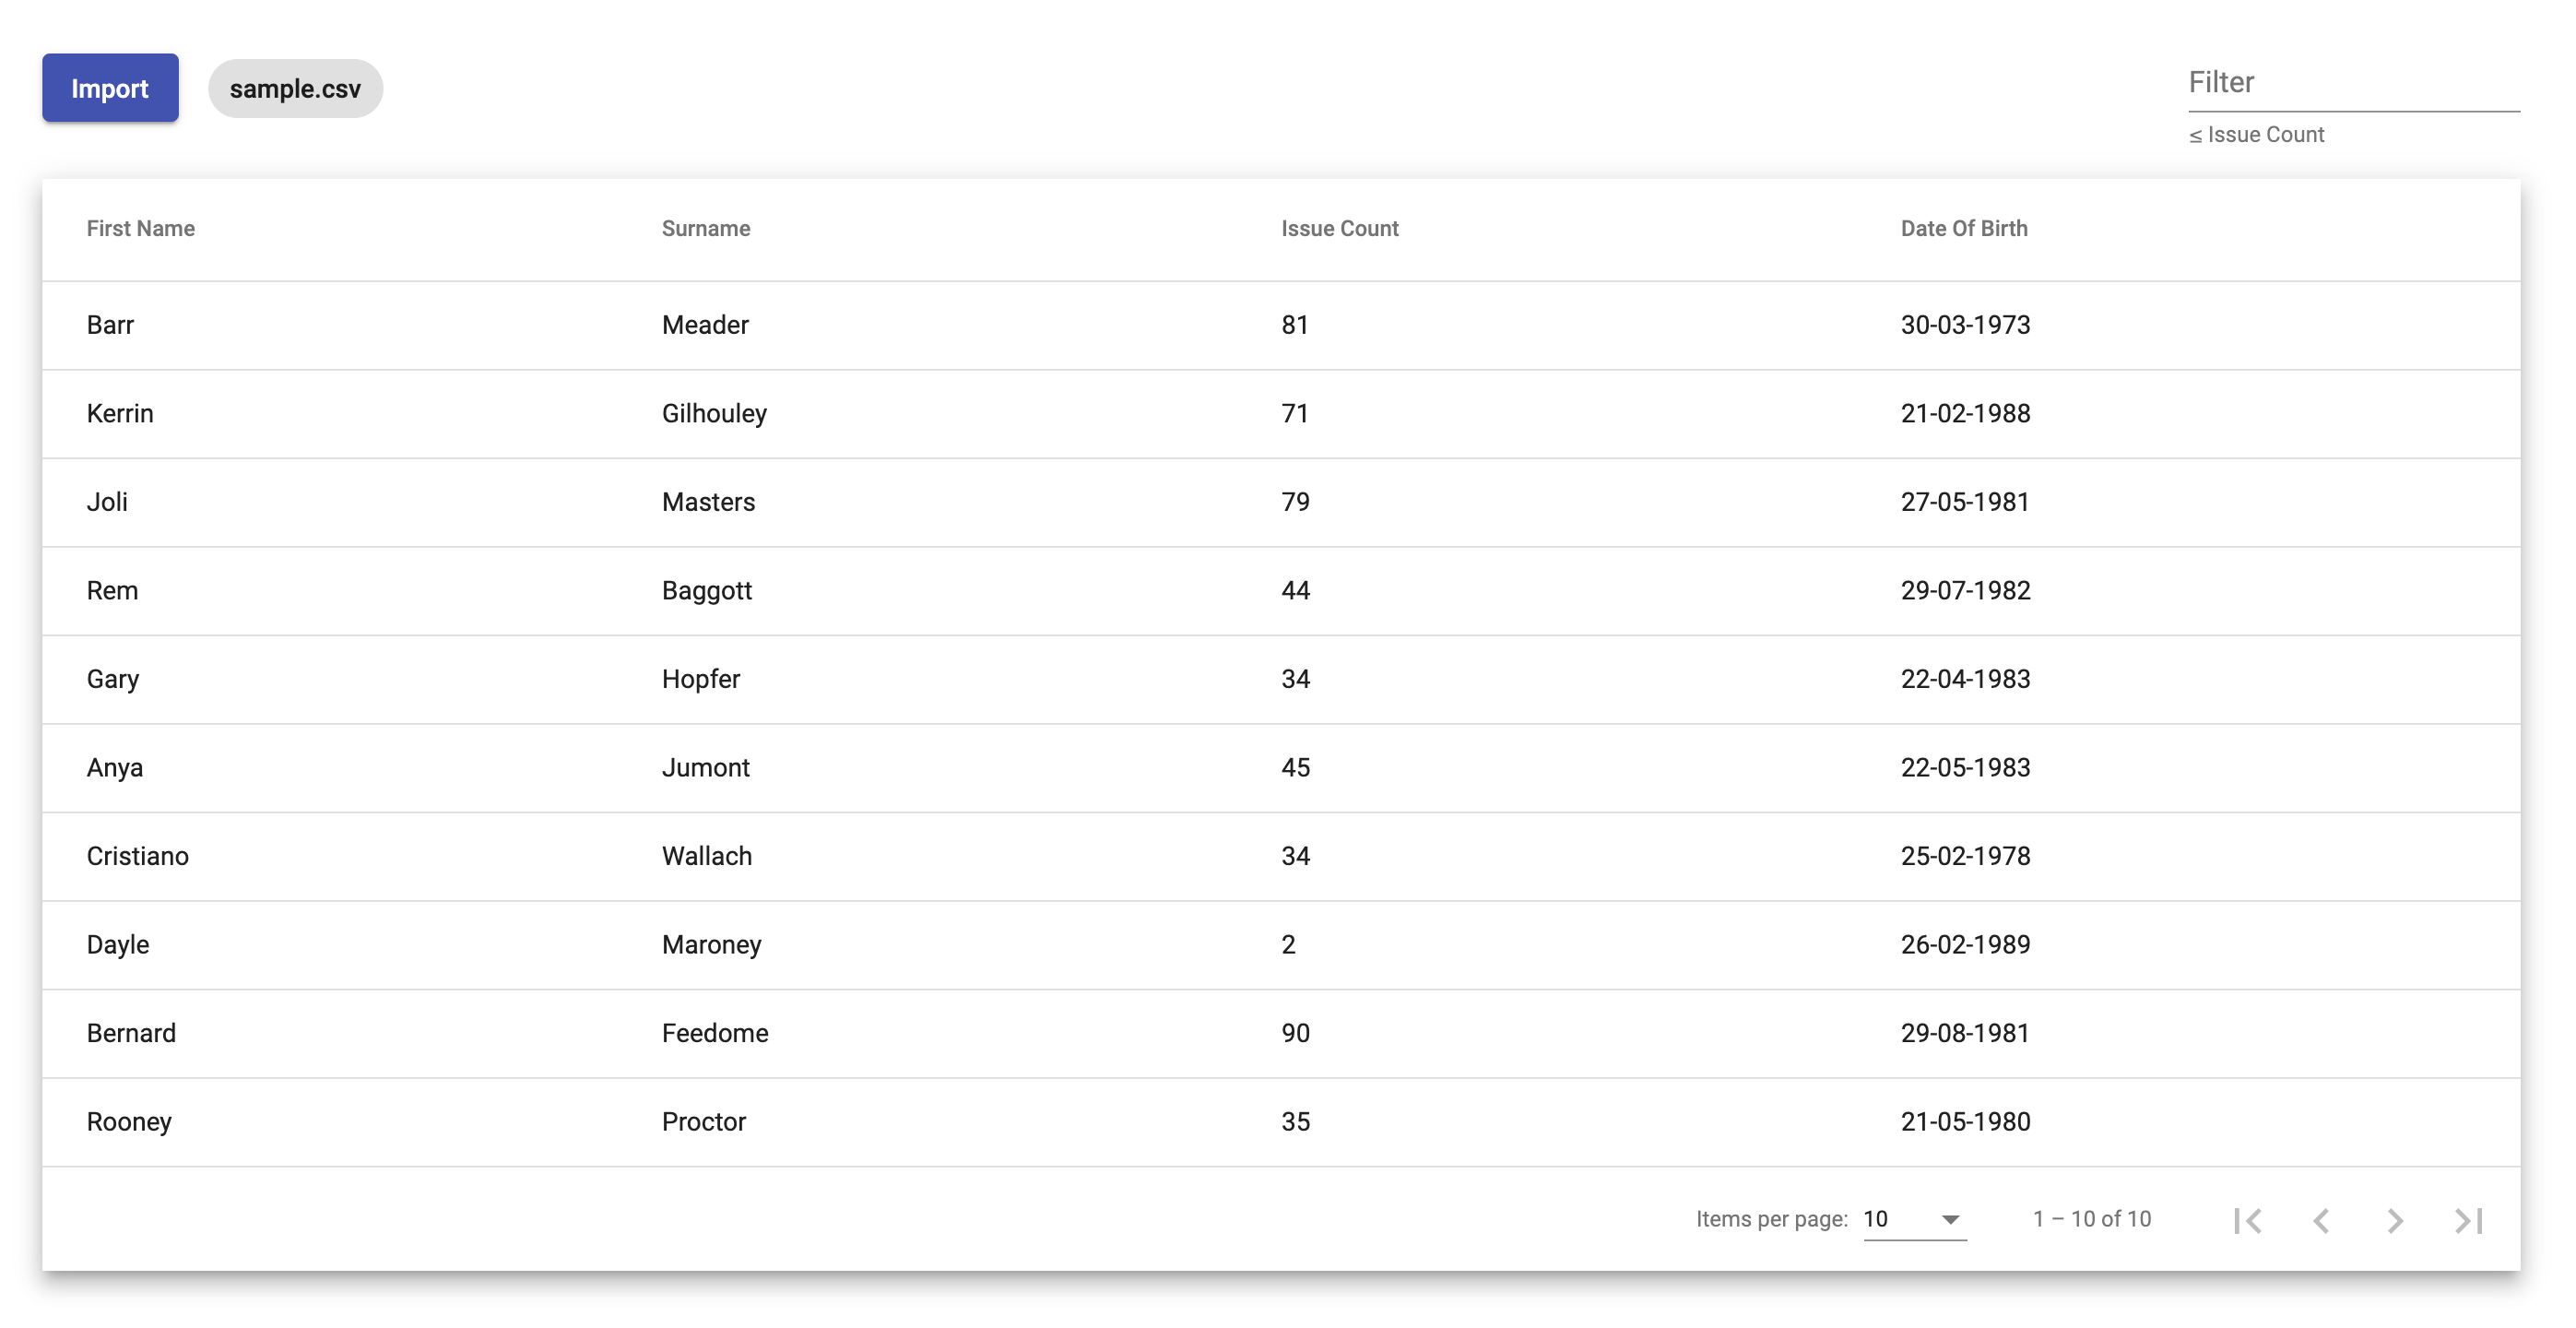 Import sample.csv Filter
≤ Issue Count
First Name Surname Issue Count Date Of Birth
Barr Meader 81 30-03-1973
Kerrin Gilhouley 71 21-02-1988
Joli Masters 79 27-05-1981
Rem Baggott 44 29-07-1982
Gary Hopfer 34 22-04-1983
Anya Jumont 45 22-05-1983
Cristiano Wallach 34 25-02-1978
Dayle Maroney 2 26-02-1989
Bernard Feedome 90 29-08-1981
Rooney Proctor 35 21-05-1980
Items per page: 10 1 – 10 of 10